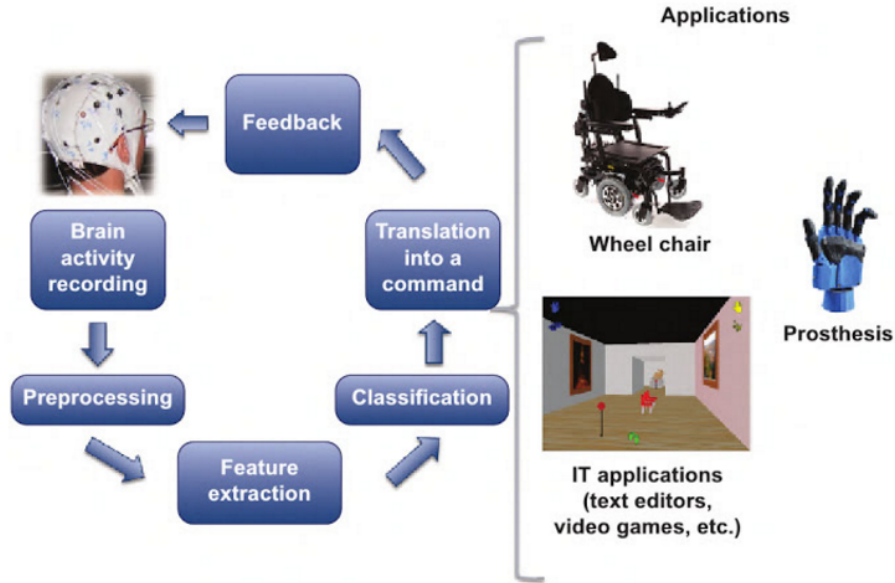 Applications
Feedback
Brain
activity
recording
Translation
into a
command
Preprocessing
Classification
Feature
extraction
Wheel chair
Prosthesis
IT applications
(text editors,
video games, etc.)